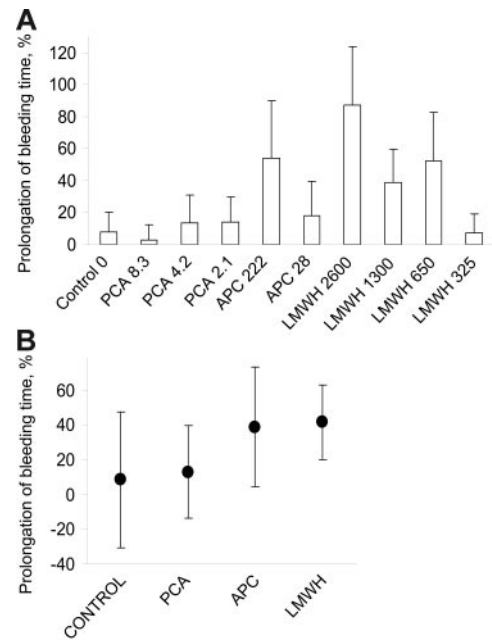 A
Prolongation of bleeding time, %
120
100
80
60
40
20
0
Control 0
PCA 8.3
PCA 4.2
PCA 2.1
APC 222
APC 28
LMWH 2600
LMWH 1300
LMWH 650
LMWH 325
B
Prolongation of bleeding time, %
60
40
20
0
-20
-40
CONTROL
PCA
APC
LMWH